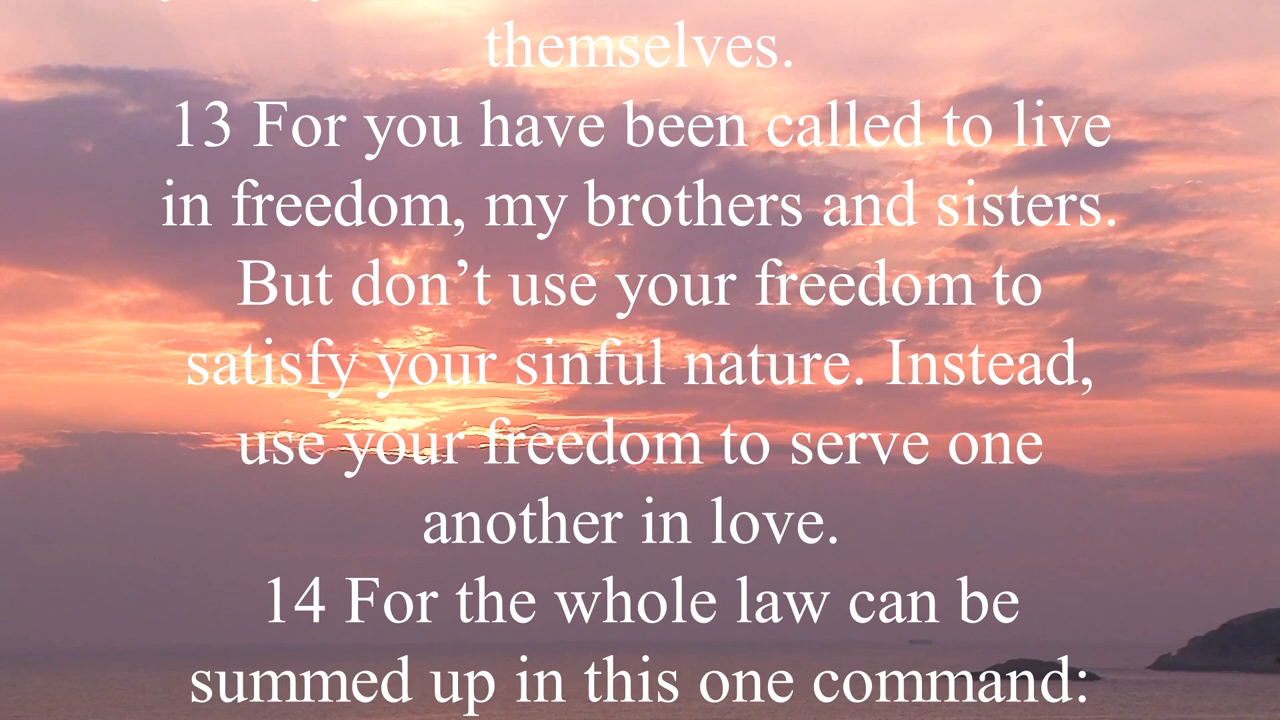 themselves.
13 For you have been called to live
in freedom, my brothers and sisters.
But don’t use your freedom to
satisfy your sinful nature. Instead,
use your freedom to serve one
another in love.
14 For the whole law can be
summed up in this one command: